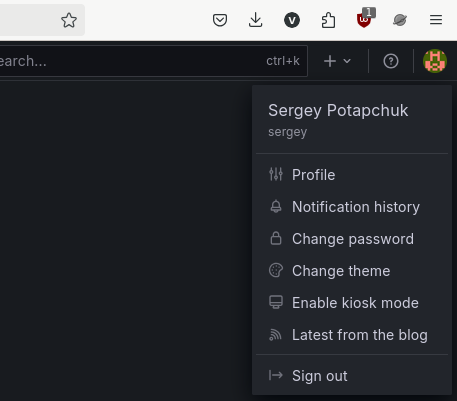 1
earch...
ctrl+k
Sergey Potapchuk
sergey
Profile
Notification history
Change password
Change theme
Enable kiosk mode
Latest from the blog
Sign out